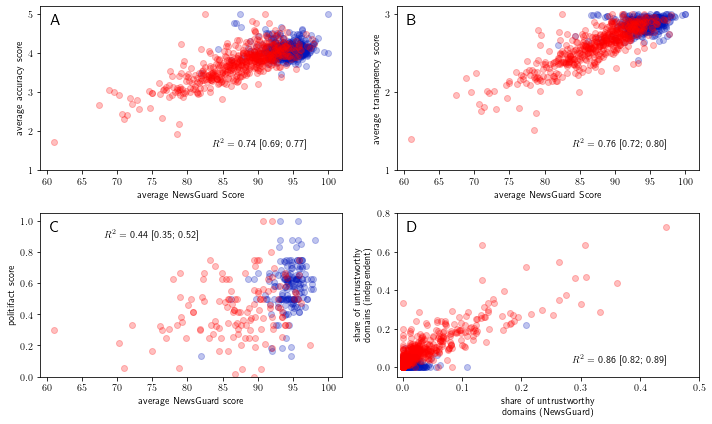 A
5
4
3
2
1
average accuracy score
R² = 0.74 [0.69; 0.77]
60 65 70 75 80 85 90 95 100
average NewsGuard Score
B
3
2
1
average transparency score
R² = 0.76 [0.72; 0.80]
60 65 70 75 80 85 90 95 100
average NewsGuard Score
C
1.0
0.8
0.6
0.4
0.2
0.0
politifact score
R² = 0.44 [0.35; 0.52]
60 65 70 75 80 85 90 95 100
average NewsGuard score
D
0.8
0.6
0.4
0.2
0.0
share of untrustworthy
domains (independent)
R² = 0.86 [0.82; 0.89]
0.0 0.1 0.2 0.3 0.4 0.5
share of untrustworthy
domains (NewsGuard)